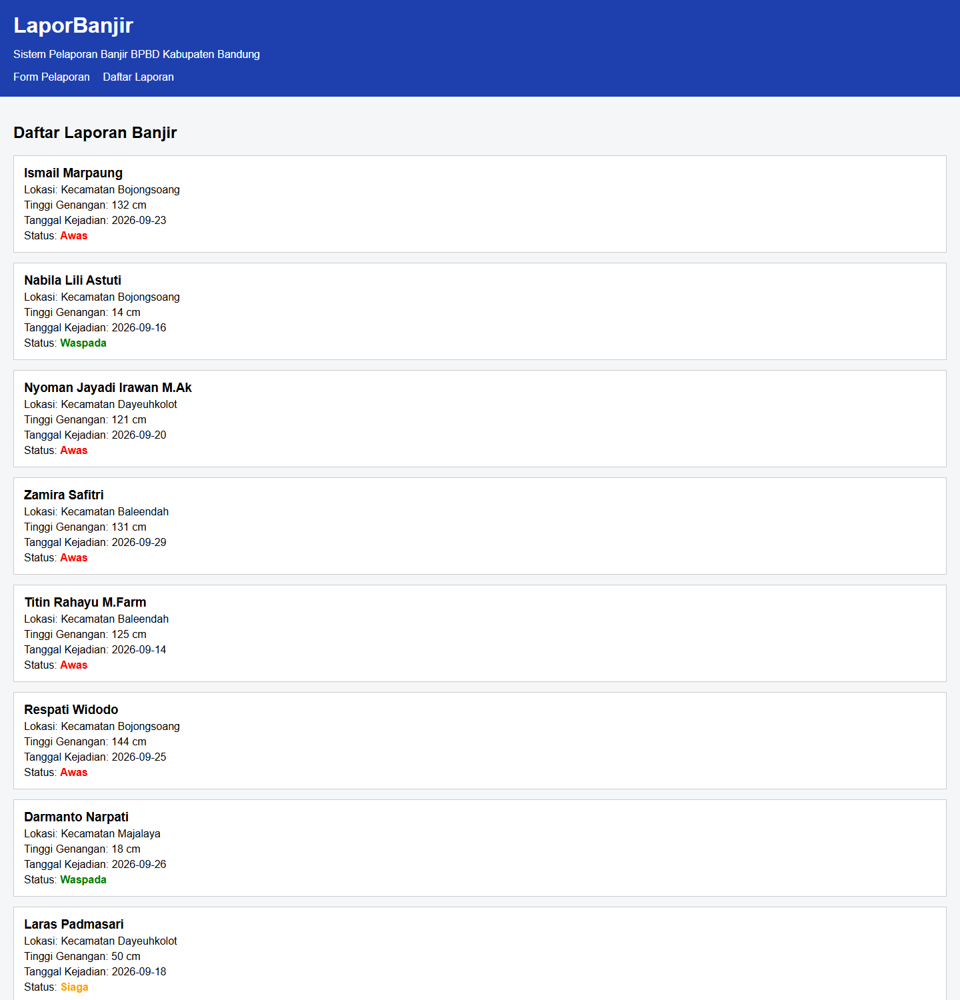 LaporBanjir
Sistem Pelaporan Banjir BPBD Kabupaten Bandung
Form Pelaporan Daftar Laporan
Daftar Laporan Banjir
Ismail Marpaung
Lokasi: Kecamatan Bojongsoang
Tinggi Genangan: 132 cm
Tanggal Kejadian: 2026-09-23
Status: Awas
Nabila Lili Astuti
Lokasi: Kecamatan Bojongsoang
Tinggi Genangan: 14 cm
Tanggal Kejadian: 2026-09-16
Status: Waspada
Nyoman Jayadi Irawan M.Ak
Lokasi: Kecamatan Dayeuhkolot
Tinggi Genangan: 121 cm
Tanggal Kejadian: 2026-09-20
Status: Awas
Zamira Safitri
Lokasi: Kecamatan Baleendah
Tinggi Genangan: 131 cm
Tanggal Kejadian: 2026-09-29
Status: Awas
Titin Rahayu M.Farm
Lokasi: Kecamatan Baleendah
Tinggi Genangan: 125 cm
Tanggal Kejadian: 2026-09-14
Status: Awas
Respati Widodo
Lokasi: Kecamatan Bojongsoang
Tinggi Genangan: 144 cm
Tanggal Kejadian: 2026-09-25
Status: Awas
Darmanto Narpati
Lokasi: Kecamatan Majalaya
Tinggi Genangan: 18 cm
Tanggal Kejadian: 2026-09-26
Status: Waspada
Laras Padmasari
Lokasi: Kecamatan Dayeuhkolot
Tinggi Genangan: 50 cm
Tanggal Kejadian: 2026-09-18
Status: Siaga